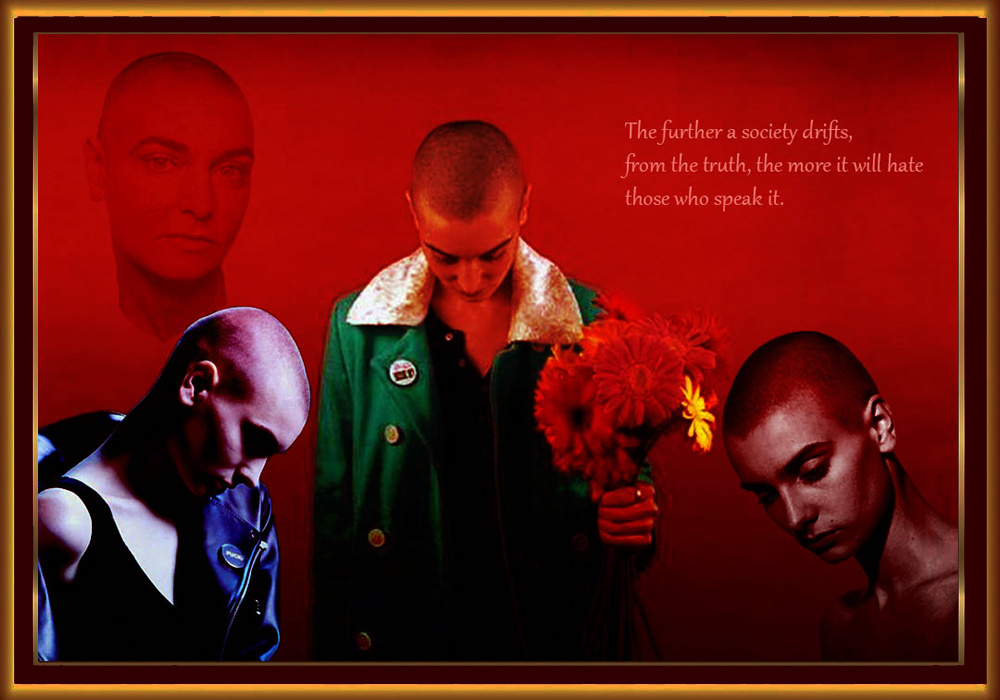 The further a society drifts,
from the truth, the more it will hate
those who speak it.